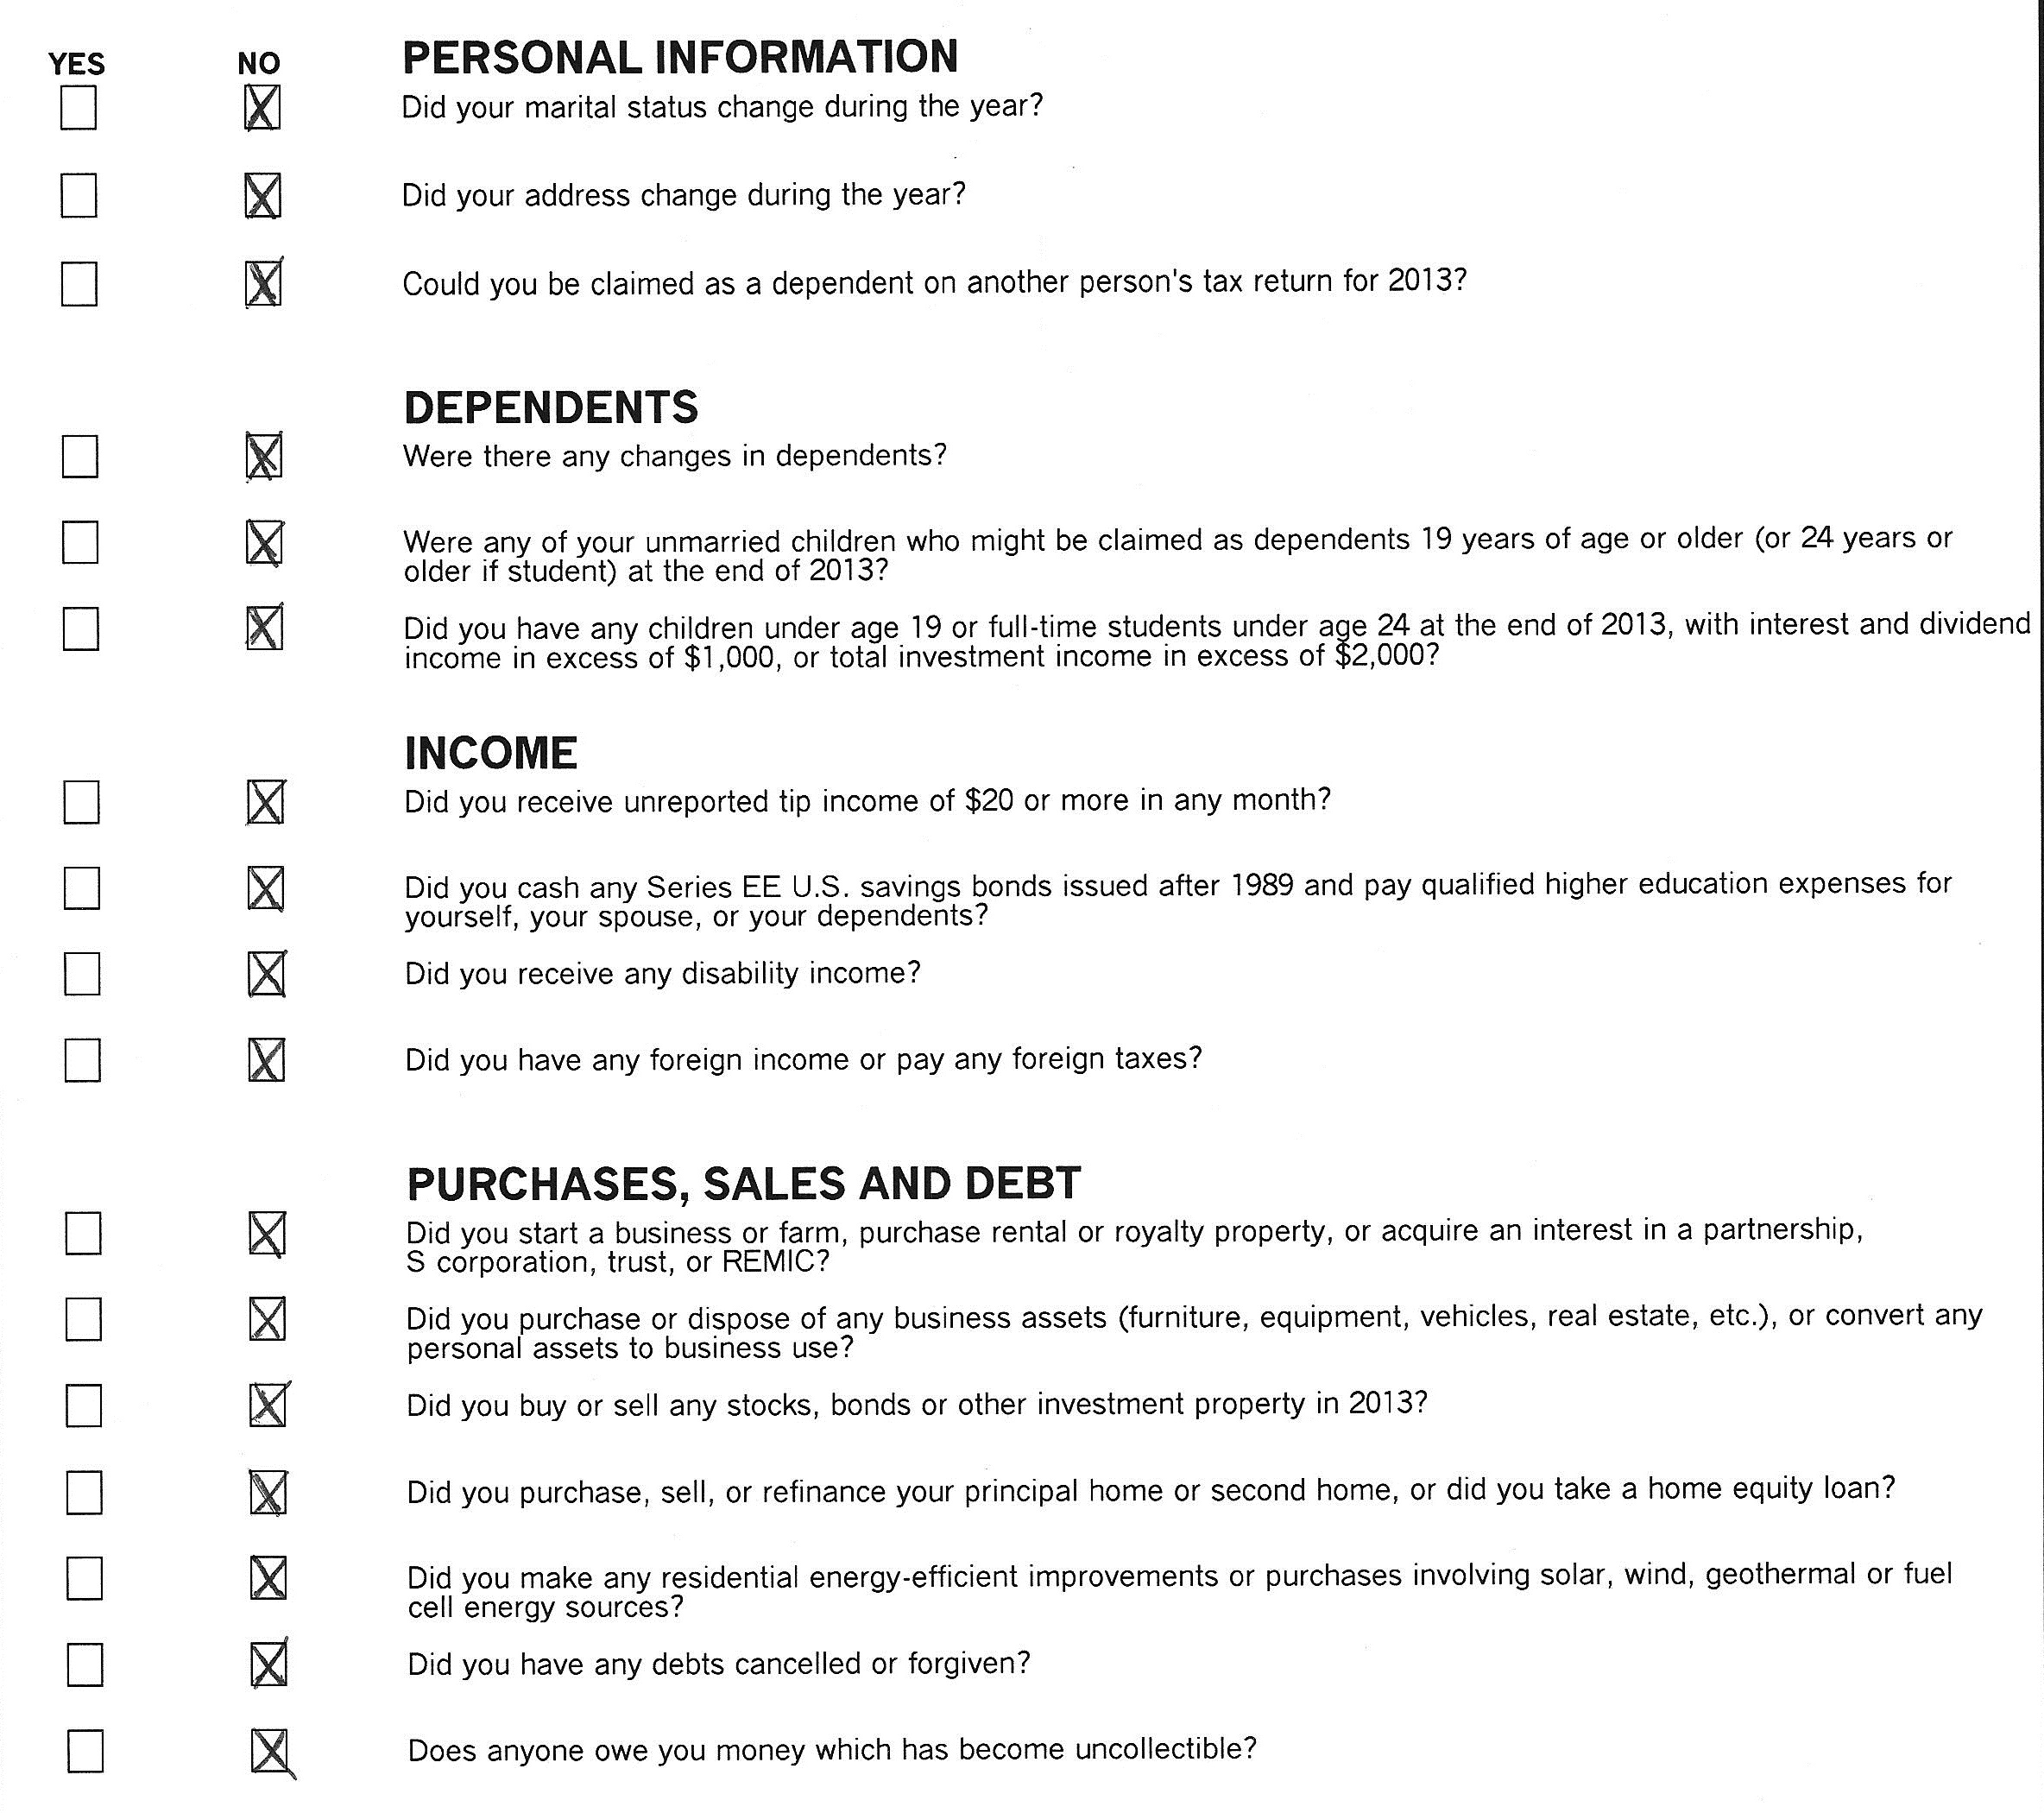 YES NO PERSONAL INFORMATION
X Did your marital status change during the year?
X Did your address change during the year?
X Could you be claimed as a dependent on another person's tax return for 2013?
DEPENDENTS
X Were there any changes in dependents?
X Were any of your unmarried children who might be claimed as dependents 19 years of age or older (or 24 years or
older if student) at the end of 2013?
X Did you have any children under age 19 or full-time students under age 24 at the end of 2013, with interest and dividend
income in excess of $1,000, or total investment income in excess of $2,000?
INCOME
X Did you receive unreported tip income of $20 or more in any month?
X Did you cash any Series EE U.S. savings bonds issued after 1989 and pay qualified higher education expenses for
yourself, your spouse, or your dependents?
X Did you receive any disability income?
X Did you have any foreign income or pay any foreign taxes?
PURCHASES, SALES AND DEBT
X Did you start a business or farm, purchase rental or royalty property, or acquire an interest in a partnership,
S corporation, trust, or REMIC?
X Did you purchase or dispose of any business assets (furniture, equipment, vehicles, real estate, etc.), or convert any
personal assets to business use?
X Did you buy or sell any stocks, bonds or other investment property in 2013?
X Did you purchase, sell, or refinance your principal home or second home, or did you take a home equity loan?
X Did you make any residential energy-efficient improvements or purchases involving solar, wind, geothermal or fuel
cell energy sources?
X Did you have any debts cancelled or forgiven?
X Does anyone owe you money which has become uncollectible?